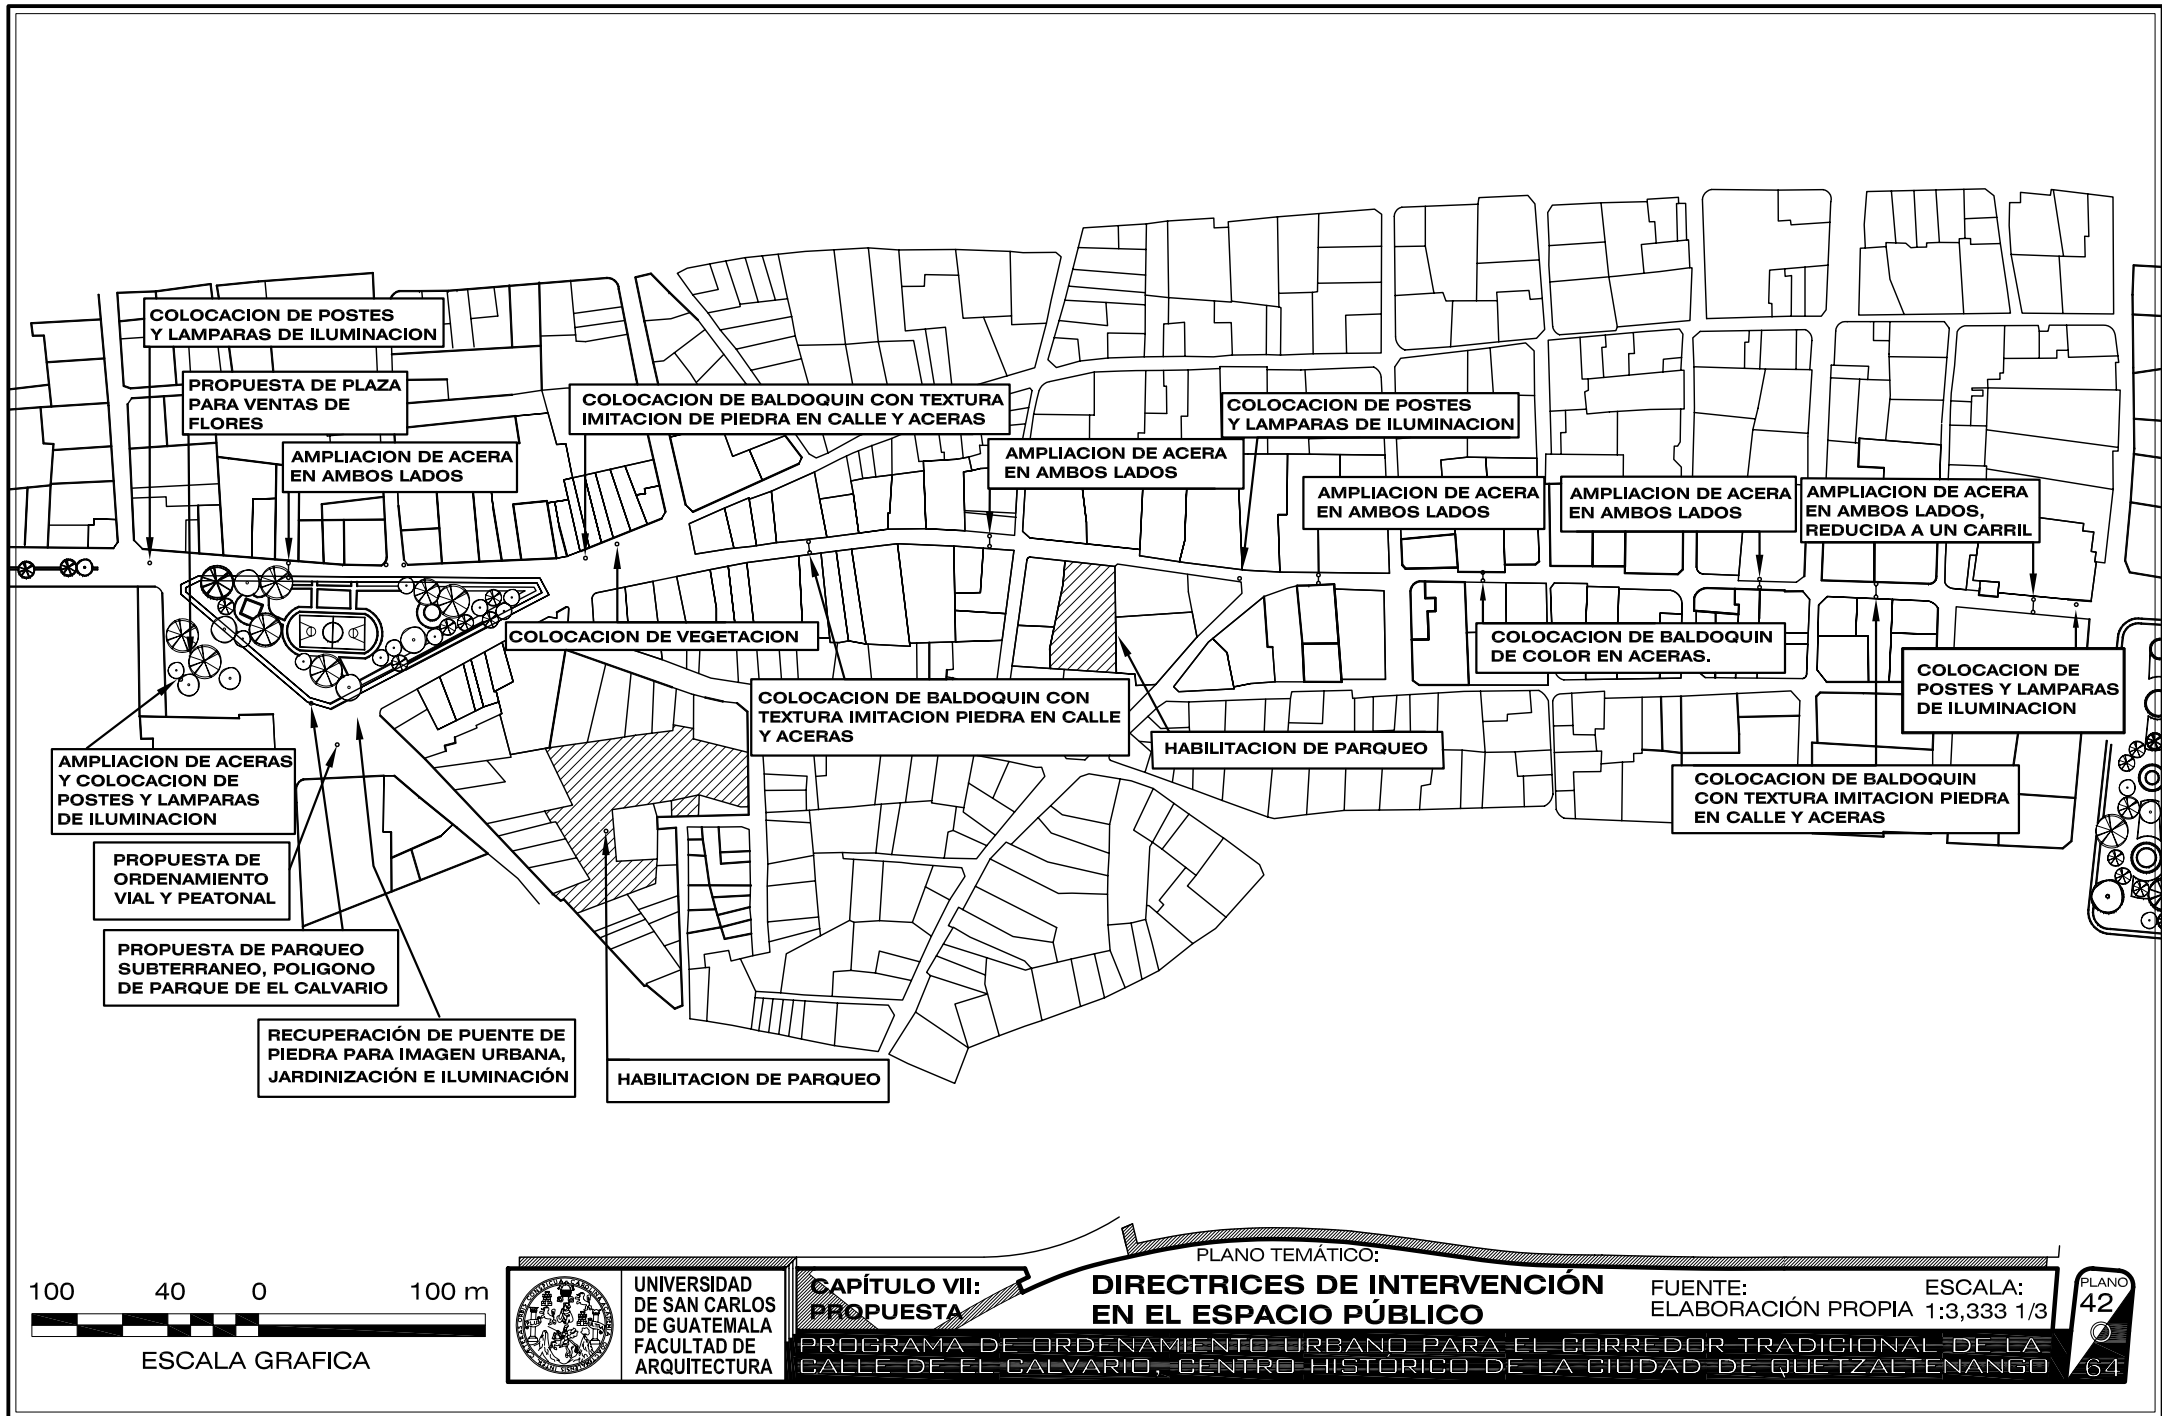 COLOCACION DE POSTES
Y LAMPARAS DE ILUMINACION
PROPUESTA DE PLAZA
PARA VENTAS DE
FLORES
AMPLIACION DE ACERA
EN AMBOS LADOS
COLOCACION DE BALDOQUIN CON TEXTURA
IMITACION DE PIEDRA EN CALLE Y ACERAS
AMPLIACION DE ACERA
EN AMBOS LADOS
COLOCACION DE POSTES
Y LAMPARAS DE ILUMINACION
AMPLIACION DE ACERA
EN AMBOS LADOS
AMPLIACION DE ACERA
EN AMBOS LADOS
AMPLIACION DE ACERA
EN AMBOS LADOS,
REDUCIDA A UN CARRIL
COLOCACION DE VEGETACION
COLOCACION DE BALDOQUIN
DE COLOR EN ACERAS.
COLOCACION DE
POSTES Y LAMPARAS
DE ILUMINACION
COLOCACION DE BALDOQUIN CON
TEXTURA IMITACION PIEDRA EN CALLE
Y ACERAS
HABILITACION DE PARQUEO
COLOCACION DE BALDOQUIN
CON TEXTURA IMITACION PIEDRA
EN CALLE Y ACERAS
AMPLIACION DE ACERAS
Y COLOCACION DE
POSTES Y LAMPARAS
DE ILUMINACION
PROPUESTA DE
ORDENAMIENTO
VIAL Y PEATONAL
PROPUESTA DE PARQUEO
SUBTERRANEO, POLIGONO
DE PARQUE DE EL CALVARIO
RECUPERACIÓN DE PUENTE DE
PIEDRA PARA IMAGEN URBANA,
JARDINIZACIÓN E ILUMINACIÓN
HABILITACION DE PARQUEO
100 40 0 100 m
ESCALA GRAFICA
UNIVERSIDAD
DE SAN CARLOS
DE GUATEMALA
FACULTAD DE
ARQUITECTURA
CAPÍTULO VII:
PROPUESTA
PLANO TEMÁTICO:
DIRECTRICES DE INTERVENCIÓN
EN EL ESPACIO PÚBLICO
FUENTE:
ELABORACIÓN PROPIA
ESCALA:
1:3,333 1/3
PROGRAMA DE ORDENAMIENTO URBANO PARA EL CORREDOR TRADICIONAL DE LA
CALLE DE EL CALVARIO, CENTRO HISTÓRICO DE LA CIUDAD DE QUETZALTENANGO
PLANO
42
64